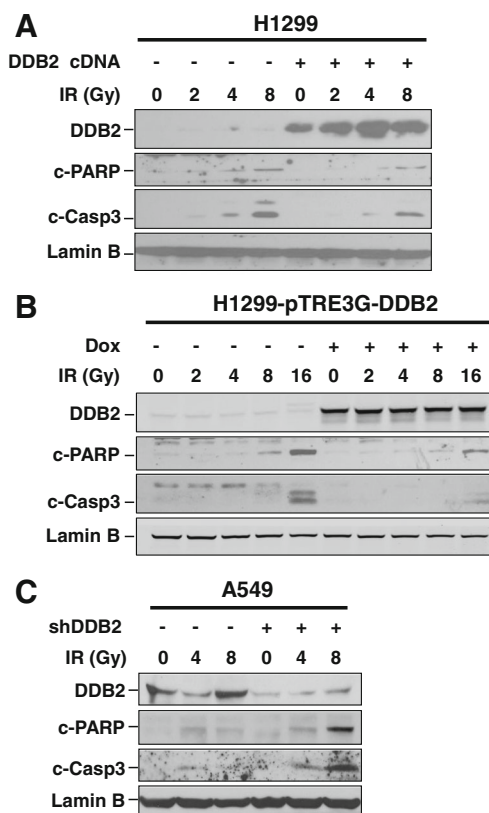 A
H1299
DDB2 cDNA - - - - + + + +
IR (Gy) 0 2 4 8 0 2 4 8
DDB2
c-PARP
c-Casp3
Lamin B
B
H1299-pTRE3G-DDB2
Dox - - - - - + + + + +
IR (Gy) 0 2 4 8 16 0 2 4 8 16
DDB2
c-PARP
c-Casp3
Lamin B
C
A549
shDDB2 - - - + + +
IR (Gy) 0 4 8 0 4 8
DDB2
c-PARP
c-Casp3
Lamin B